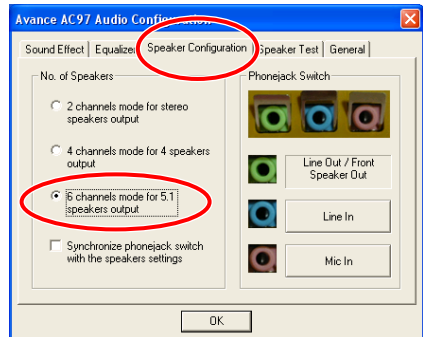 Avance AC97 Audio Configuration
Sound Effect
Equalizer
Speaker Configuration
Speaker Test
General
No. of Speakers
2 channels mode for stereo
speakers output
4 channels mode for 4 speakers
output
6 channels mode for 5.1
speakers output
Synchronize phonejack switch
with the speakers settings
Phonejack Switch
Line Out / Front
Speaker Out
Line In
Mic In
OK